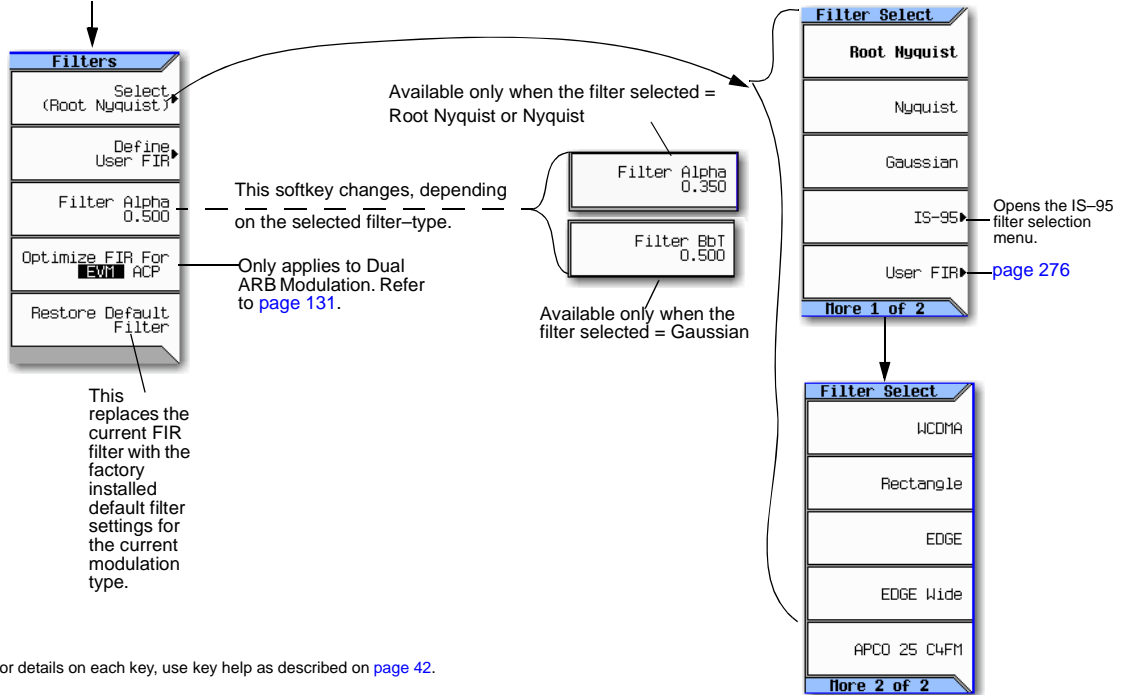 Filters
Select
(Root Nyquist)
Define
User FIR
Filter Alpha
0.500
Optimize FIR For
EVM ACP
Restore Default
Filter
This
replaces the
current FIR
filter with the
factory
installed
default filter
settings for
the current
modulation
type.
This softkey changes, depending
on the selected filter–type.
Only applies to Dual
ARB Modulation. Refer
to page 131.
Available only when the filter selected =
Root Nyquist or Nyquist
Filter Alpha
0.350
Filter BbT
0.500
Available only when the
filter selected = Gaussian
Filter Select
Root Nyquist
Nyquist
Gaussian
IS-95
User FIR
More 1 of 2
Opens the IS–95
filter selection
menu.
page 276
Filter Select
WCDMA
Rectangle
EDGE
EDGE Wide
APCO 25 C4FM
More 2 of 2
or details on each key, use key help as described on page 42.